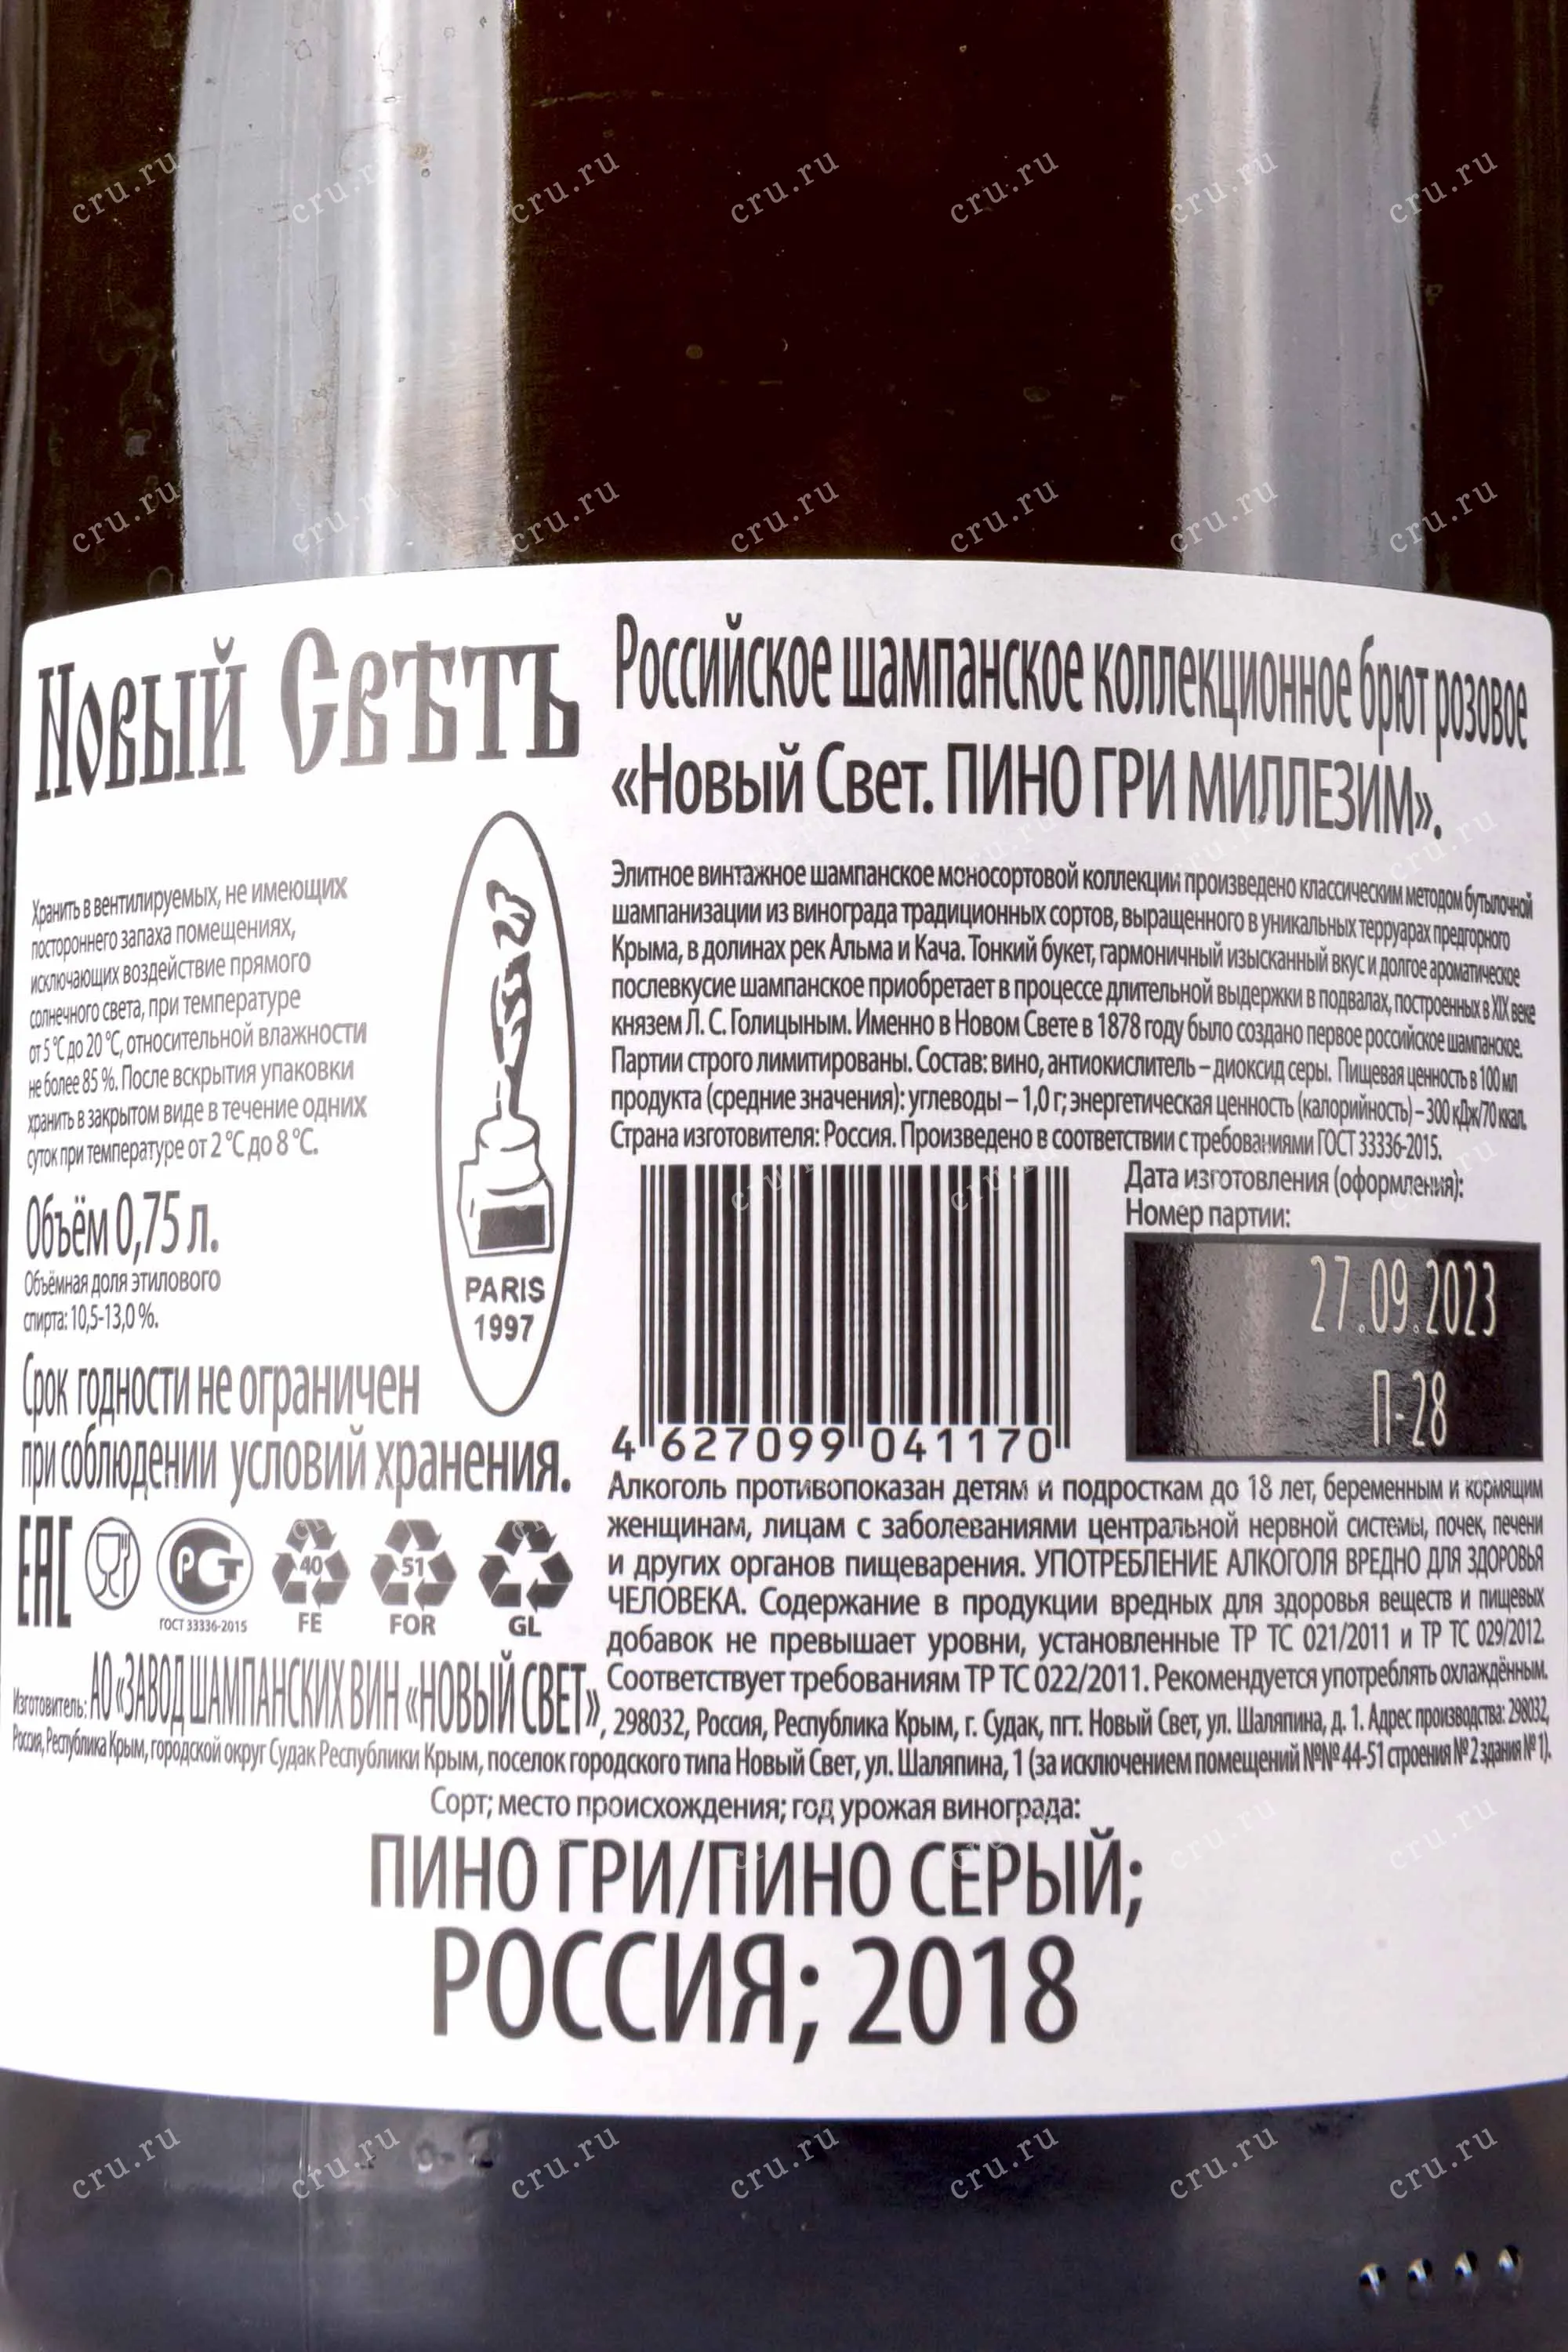 Новый Свѣтъ
Хранить в вентилируемых, не имеющих
постороннего запаха помещениях,
исключающих воздействие прямого
солнечного света, при температуре
от 5 °С до 20 °С, относительной влажности
не более 85 %. После вскрытия упаковки
хранить в закрытом виде в течение одних
суток при температуре от 2 °С до 8 °С.
Объём 0,75 л.
Объёмная доля этилового
спирта: 10,5-13,0 %.
PARIS
1997
Срок годности не ограничен
при соблюдении условий хранения.
ЕАС
РСТ
ГОСТ 33336-2015
40
FE
51
FOR
GL
Российское шампанское коллекционное брют розовое
«Новый Свет. ПИНО ГРИ МИЛЛЕЗИМ».
Элитное винтажное шампанское моносортовой коллекции произведено классическим методом бутылочной
шампанизации из винограда традиционных сортов, выращенного в уникальных терруарах предгорного
Крыма, в долинах рек Альма и Кача. Тонкий букет, гармоничный изысканный вкус и долгое ароматическое
послевкусие шампанское приобретает в процессе длительной выдержки в подвалах, построенных в XIX веке
князем Л. С. Голицыным. Именно в Новом Свете в 1878 году было создано первое российское шампанское.
Партии строго лимитированы. Состав: вино, антиокислитель – диоксид серы. Пищевая ценность в 100 мл
продукта (средние значения): углеводы – 1,0 г; энергетическая ценность (калорийность) – 300 кДж/70 ккал.
Страна изготовителя: Россия. Произведено в соответствии с требованиями ГОСТ 33336-2015.
Дата изготовления (оформления):
Номер партии:
27.09.2023
П-28
4 627099 041170
Алкоголь противопоказан детям и подросткам до 18 лет, беременным и кормящим
женщинам, лицам с заболеваниями центральной нервной системы, почек, печени
и других органов пищеварения. УПОТРЕБЛЕНИЕ АЛКОГОЛЯ ВРЕДНО ДЛЯ ЗДОРОВЬЯ
ЧЕЛОВЕКА. Содержание в продукции вредных для здоровья веществ и пищевых
добавок не превышает уровни, установленные ТР ТС 021/2011 и ТР ТС 029/2012.
Соответствует требованиям ТР ТС 022/2011. Рекомендуется употреблять охлаждённым.
Изготовитель: АО «ЗАВОД ШАМПАНСКИХ ВИН «НОВЫЙ СВЕТ», 298032, Россия, Республика Крым, г. Судак, пгт. Новый Свет, ул. Шаляпина, д. 1. Адрес производства: 298032,
Россия, Республика Крым, городской округ Судак Республики Крым, поселок городского типа Новый Свет, ул. Шаляпина, 1 (за исключением помещений №№ 44-51 строения № 2 здания № 1).
Сорт; место происхождения; год урожая винограда:
ПИНО ГРИ/ПИНО СЕРЫЙ;
РОССИЯ; 2018
cru.ru